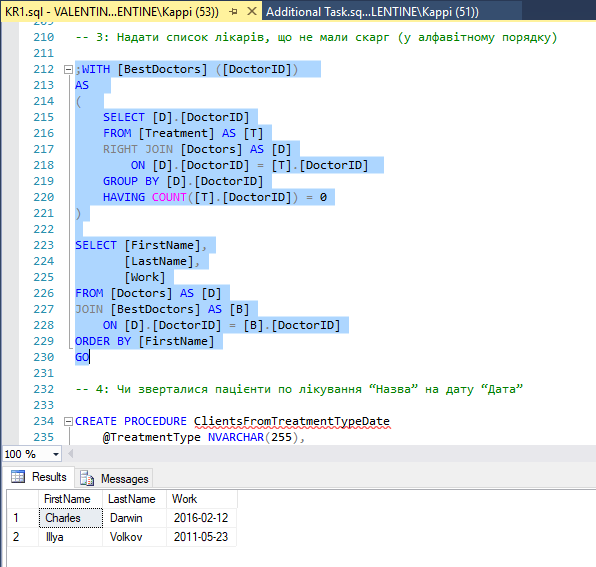 KR1.sql - VALENTIN...ENTINE\Kappi (53)) Additional Task.sq...LENTINE\Kappi (51))
209
210 -- 3: Надати список лікарів, що не мали скарг (у алфавітному порядку)
211
212 ;WITH [BestDoctors] ([DoctorID])
213 AS
214 (
215 SELECT [D].[DoctorID]
216 FROM [Treatment] AS [T]
217 RIGHT JOIN [Doctors] AS [D]
218 ON [D].[DoctorID] = [T].[DoctorID]
219 GROUP BY [D].[DoctorID]
220 HAVING COUNT([T].[DoctorID]) = 0
221 )
222
223 SELECT [FirstName],
224 [LastName],
225 [Work]
226 FROM [Doctors] AS [D]
227 JOIN [BestDoctors] AS [B]
228 ON [D].[DoctorID] = [B].[DoctorID]
229 ORDER BY [FirstName]
230 GO
231
232 -- 4: Чи зверталися пацієнти по лікування “Назва” на дату “Дата”
233
234 CREATE PROCEDURE ClientsFromTreatmentTypeDate
235 @TreatmentType NVARCHAR(255),
100 %
Results Messages
FirstName LastName Work
1 Charles Darwin 2016-02-12
2 Illya Volkov 2011-05-23